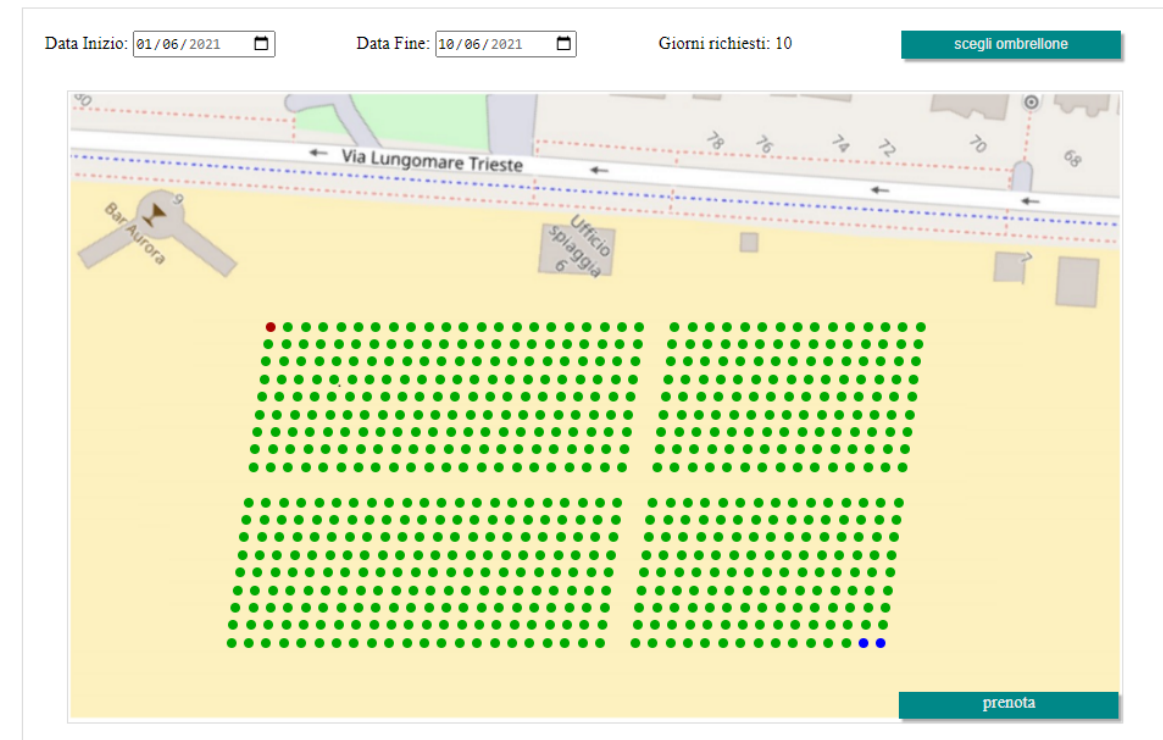 Data Inizio: 01/06/2021 Data Fine: 10/06/2021 Giorni richiesti: 10 scegli ombrellone
80
78 76 74 72 70 68
← Via Lungomare Trieste ← ← ←
9
Bar Aurora
Ufficio
Spiaggia
6
7
prenota